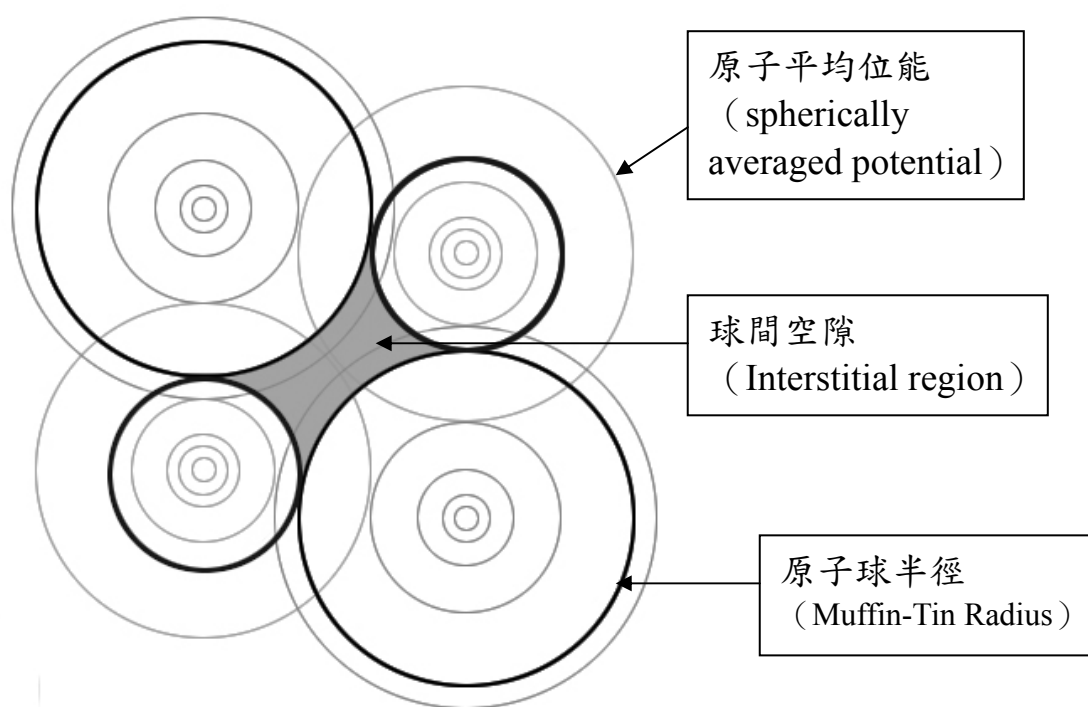 原子平均位能
（spherically
averaged potential）
球間空隙
（Interstitial region）
原子球半徑
（Muffin-Tin Radius）